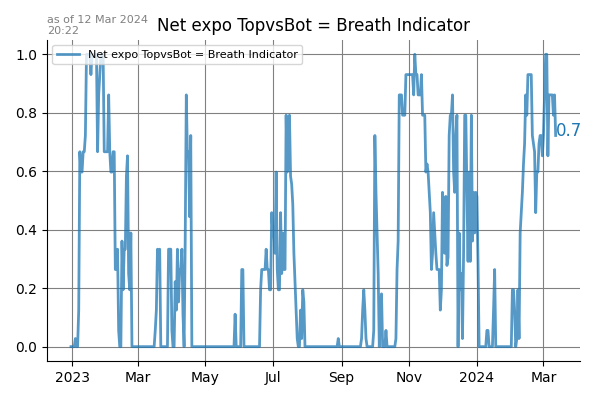 as of 12 Mar 2024
20:22
Net expo TopvsBot = Breath Indicator
Net expo TopvsBot = Breath Indicator
1.0
0.8
0.6
0.4
0.2
0.0
0.7
2023 Mar May Jul Sep Nov 2024 Mar